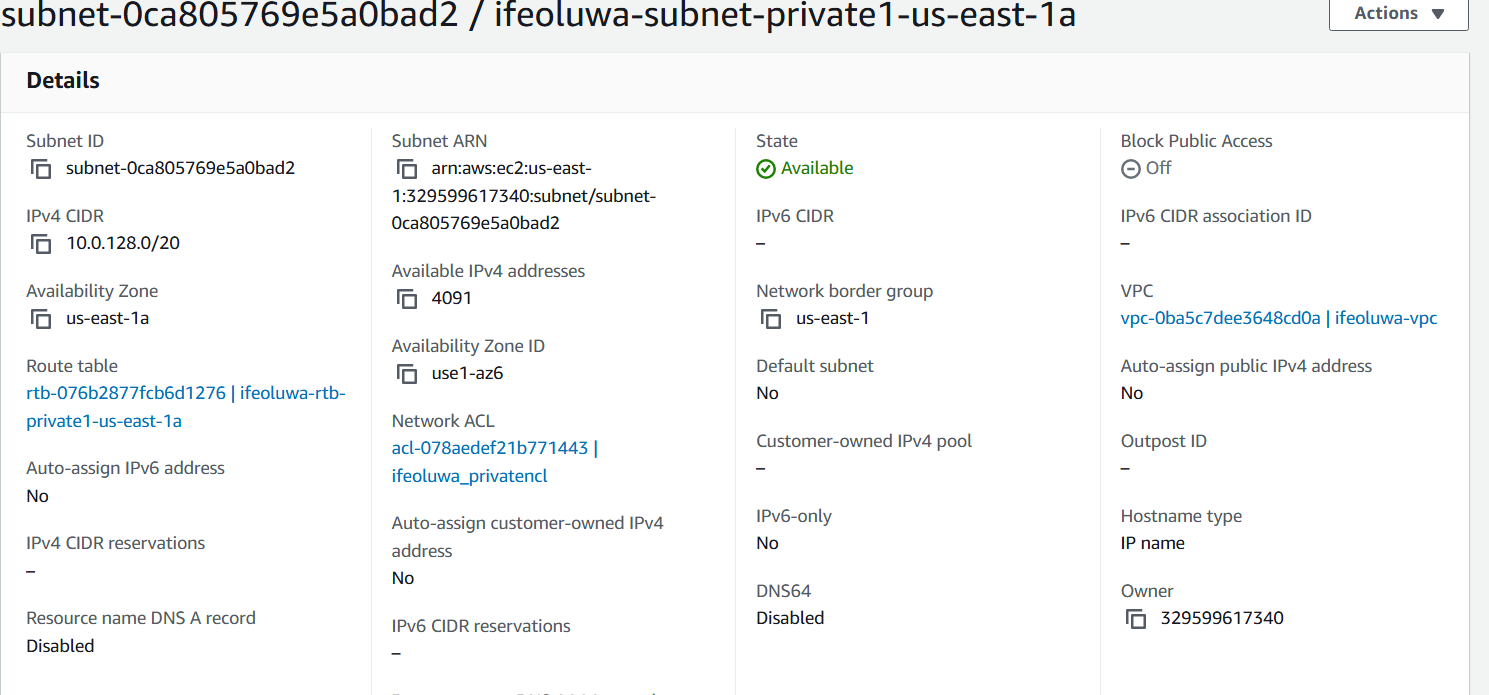 subnet-0ca805769e5a0bad2 / ifeoluwa-subnet-private1-us-east-1a
Actions
Details
Subnet ID
subnet-0ca805769e5a0bad2
IPv4 CIDR
10.0.128.0/20
Availability Zone
us-east-1a
Route table
rtb-076b2877fcb6d1276 | ifeoluwa-rtb-
private1-us-east-1a
Auto-assign IPv6 address
No
IPv4 CIDR reservations
–
Resource name DNS A record
Disabled
Subnet ARN
arn:aws:ec2:us-east-
1:329599617340:subnet/subnet-
0ca805769e5a0bad2
Available IPv4 addresses
4091
Availability Zone ID
use1-az6
Network ACL
acl-078aedef21b771443 |
ifeoluwa_privatencl
Auto-assign customer-owned IPv4
address
No
IPv6 CIDR reservations
–
State
Available
IPv6 CIDR
–
Network border group
us-east-1
Default subnet
No
Customer-owned IPv4 pool
–
IPv6-only
No
DNS64
Disabled
Block Public Access
Off
IPv6 CIDR association ID
–
VPC
vpc-0ba5c7dee3648cd0a | ifeoluwa-vpc
Auto-assign public IPv4 address
No
Outpost ID
–
Hostname type
IP name
Owner
329599617340